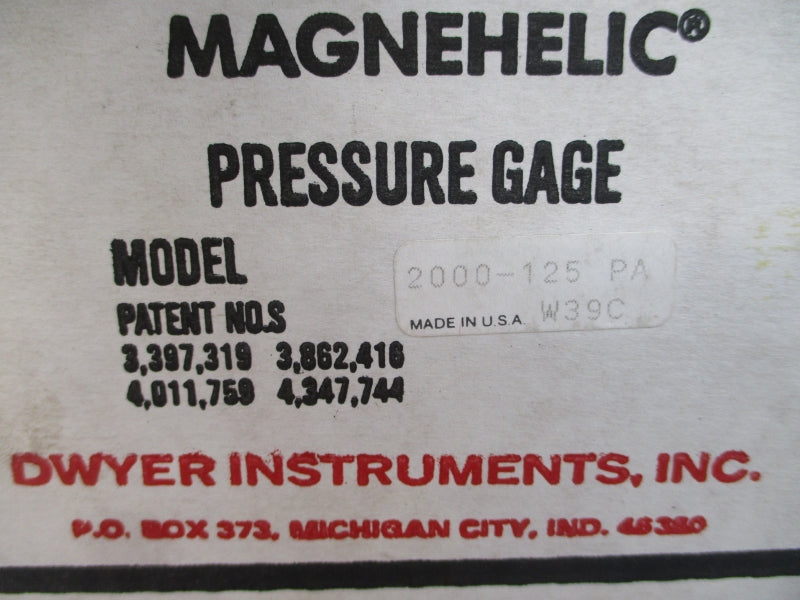 MAGNEHELIC®
PRESSURE GAGE
MODEL 2000-125 PA
MADE IN U.S.A. W39C
PATENT NO.S
3,397,319 3,862,416
4,011,759 4,347,744
DWYER INSTRUMENTS, INC.
P.O. BOX 373, MICHIGAN CITY, IND. 46360